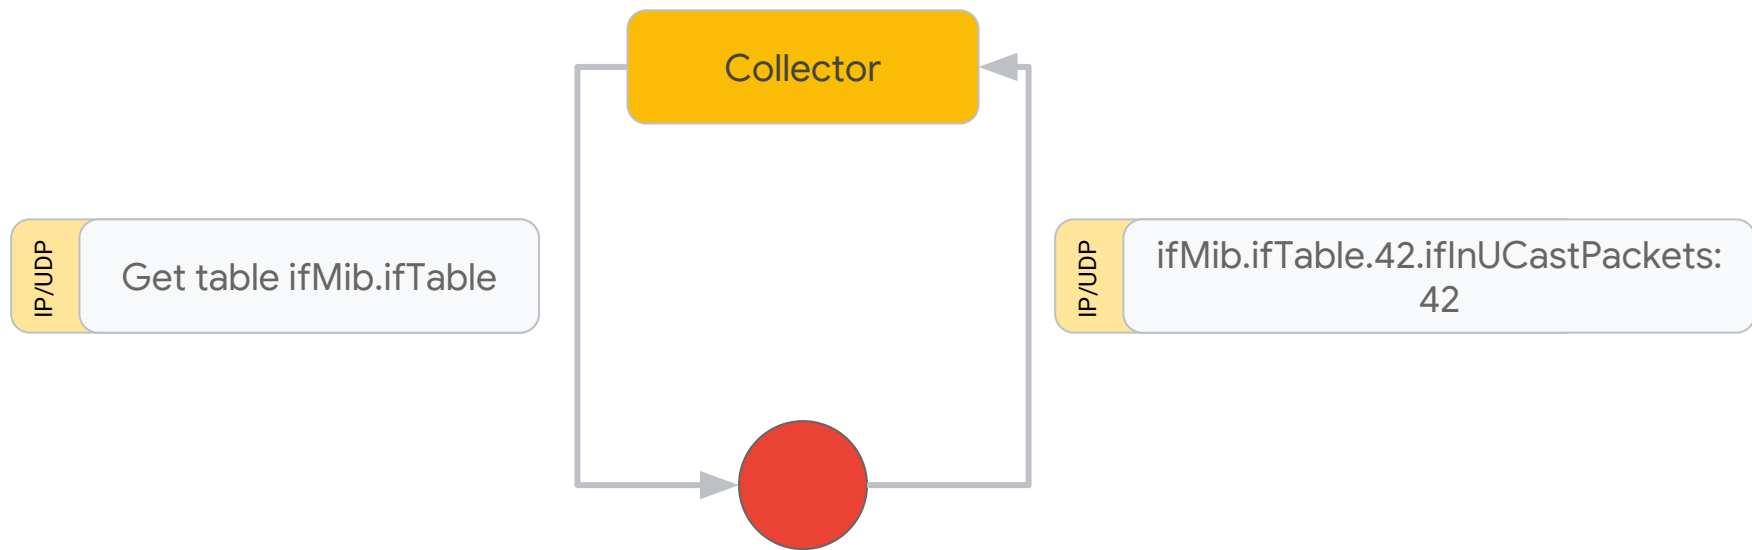 Collector
IP/UDP
Get table ifMib.ifTable
IP/UDP
ifMib.ifTable.42.ifInUCastPackets:
42